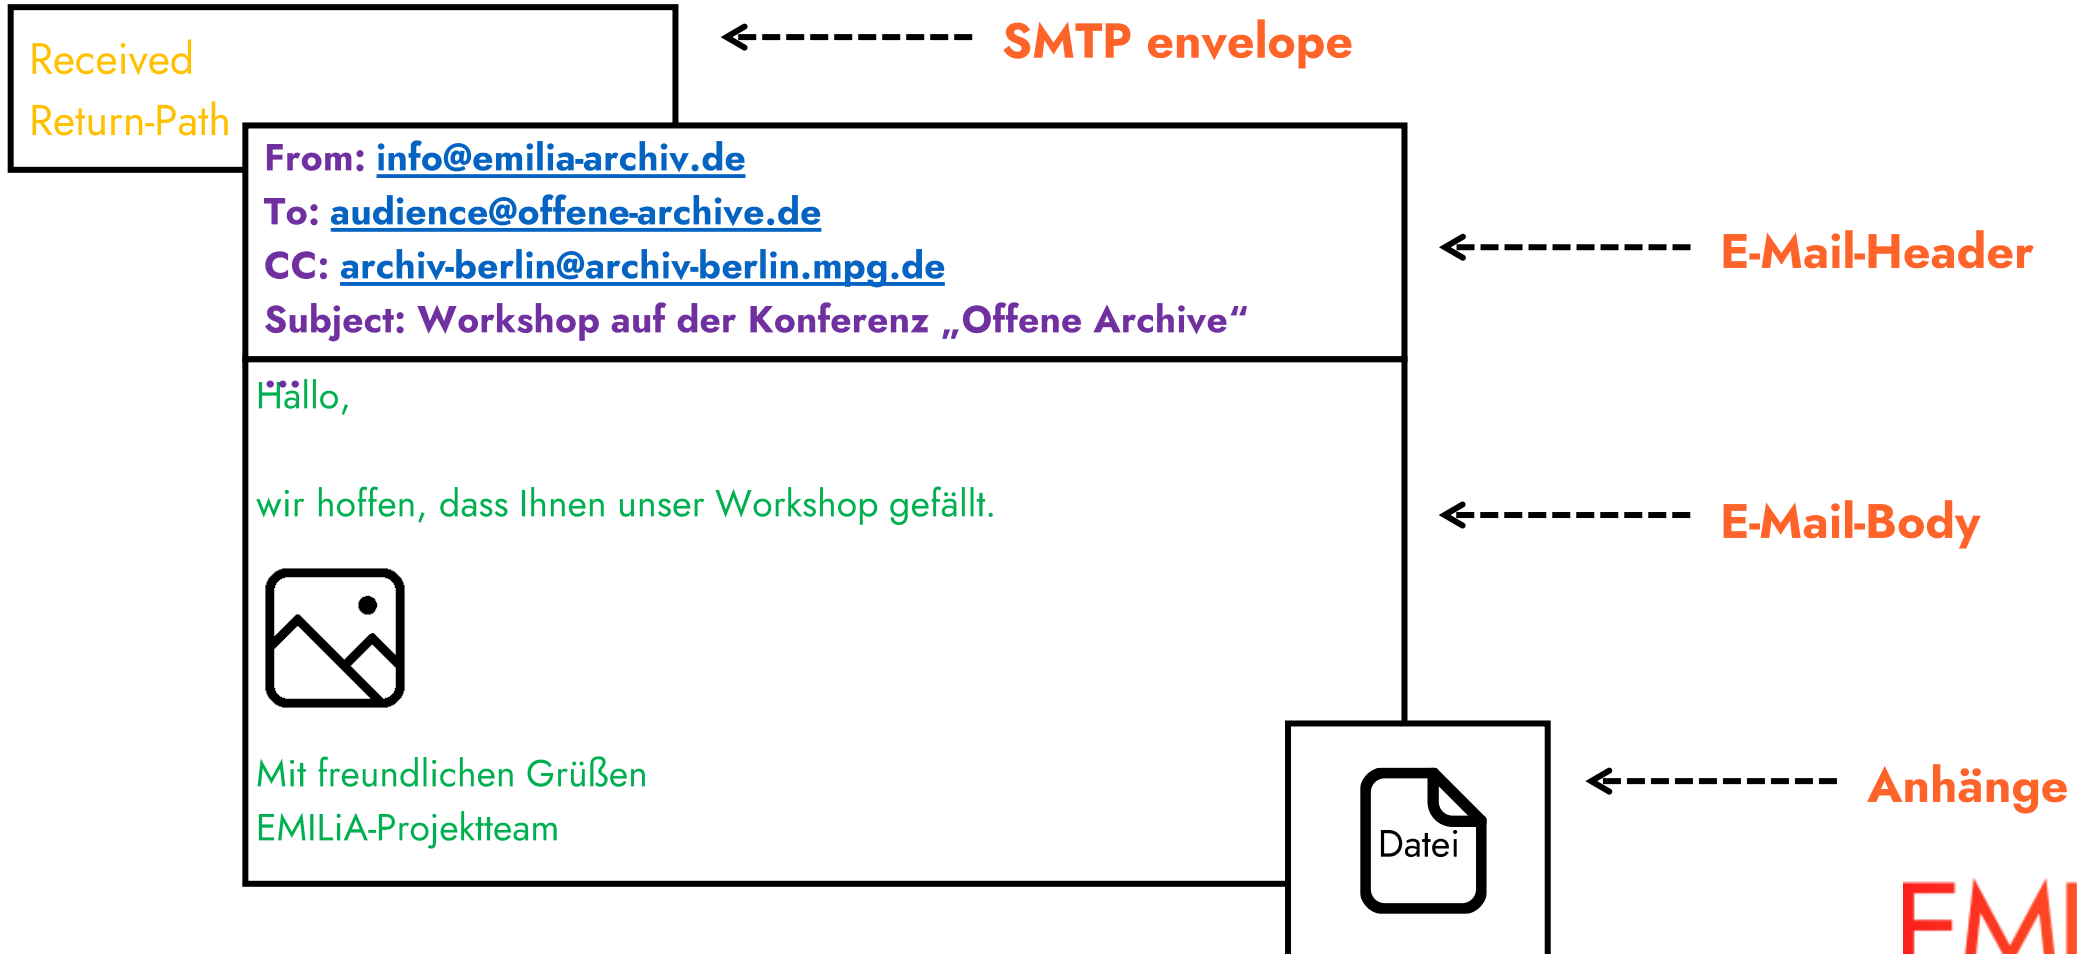 Received
Return-Path
SMTP envelope
From: info@emilia-archiv.de
To: audience@offene-archive.de
CC: archiv-berlin@archiv-berlin.mpg.de
Subject: Workshop auf der Konferenz „Offene Archive“
...
E-Mail-Header
Hallo,
wir hoffen, dass Ihnen unser Workshop gefällt.
E-Mail-Body
Mit freundlichen Grüßen
EMILiA-Projektteam
Datei
Anhänge
EMI